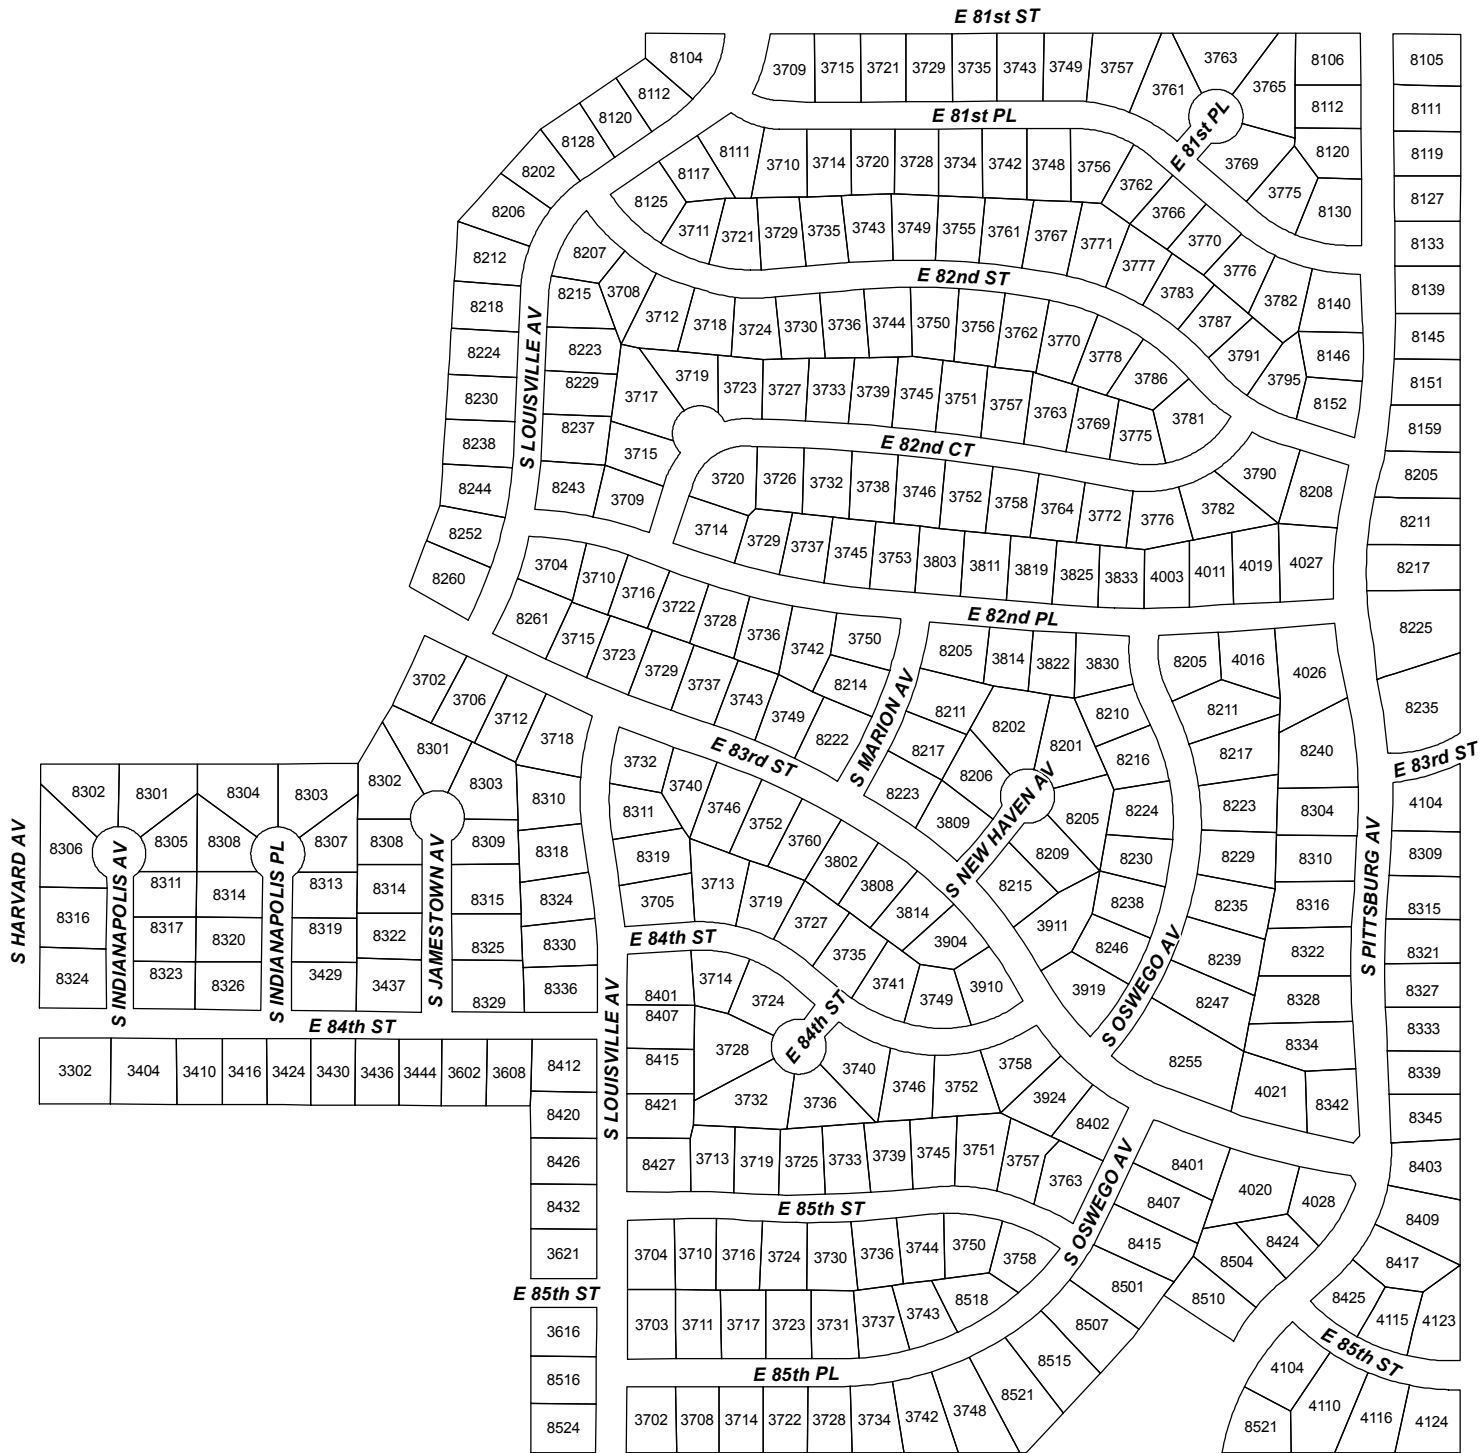 E 81st ST
8104
3709 3715 3721 3729 3735 3743 3749 3757 3761 3763 3765 8106 8105
8112
8120
8128
8202
8206
8212
8218
8224
8230
8238
8244
8252
8260
E 81st PL
E 81st PL
8112
8120
3769
3775
8130
8111
8119
8127
8133
8139
8145
8151
8159
8205
8211
8217
8225
8235
8111
8117
8125
3710 3714 3720 3728 3734 3742 3748 3756 3762 3766 3770 3776 3782 8140
8146
8152
3711 3721 3729 3735 3743 3749 3755 3761 3767 3771 3777 3783 3787 3791 3795
E 82nd ST
S LOUISVILLE AV
8207
8215
8223
8229
8237
8243
3708 3712 3718 3724 3730 3736 3744 3750 3756 3762 3770 3778 3786
3709 3715 3717 3719 3723 3727 3733 3739 3745 3751 3757 3763 3769 3775 3781
E 82nd CT
3714 3720 3726 3732 3738 3746 3752 3758 3764 3772 3776 3782 3790 8208
3729 3737 3745 3753 3803 3811 3819 3825 3833 4003 4011 4019 4027
E 82nd PL
3704 3710 3716 3722 3728 3736 3742 3750
8261 3715 3723 3729 3737 3743 3749 8222
8214
S MARION AV
8205 3814 3822 3830
8211
8217
8223
8202
8206
3809
8201
8205
8209
8215
8210
8216
8224
8230
8238
8246
3911
3919
S NEW HAVEN AV
8205 4016 4026
8211
8217
8223
8229
8235
8239
8247
8255
8240
8304
8310
8316
8322
8328
8334
4021 8342
S OSWEGO AV
S PITTSBURG AV
E 83rd ST
E 83rd ST
4104
8309
8315
8321
8327
8333
8339
8345
8403
8409
8417
8425
4115 4123
3702 3706 3712 3718
8301
8302
8303
8308
8309
8314
8315
8322
8325
3437
8329
8310
8318
8324
8330
8336
S JAMESTOWN AV
S HARVARD AV
8302 8301 8304 8303
8306 8305 8308 8307
8311 8314 8313
8316 8317 8320 8319
8324 8323 8326 3429
S INDIANAPOLIS AV
S INDIANAPOLIS PL
E 84th ST
3302 3404 3410 3416 3424 3430 3436 3444 3602 3608 8412
8420
8426
8432
3621
E 85th ST
3616
8516
8524
S LOUISVILLE AV
3732 3740 3746 3752 3760 3802 3808 3814 3904 3910
8311
8319
3705 3713 3719 3727 3735 3741 3749
E 84th ST
E 84th ST
8401
8407
8415
8421
8427
3714 3724
3728
3732 3736 3740 3746 3752 3758 3924 8402
3713 3719 3725 3733 3739 3745 3751 3757 3763
E 85th ST
S OSWEGO AV
3704 3710 3716 3724 3730 3736 3744 3750 3758
3703 3711 3717 3723 3731 3737 3743 8518
E 85th PL
3702 3708 3714 3722 3728 3734 3742 3748 8521 8515 8507 8501
8401
8407
8415
4020 4028
8424
8504
8510
E 85th ST
4104
8521 4110 4116 4124